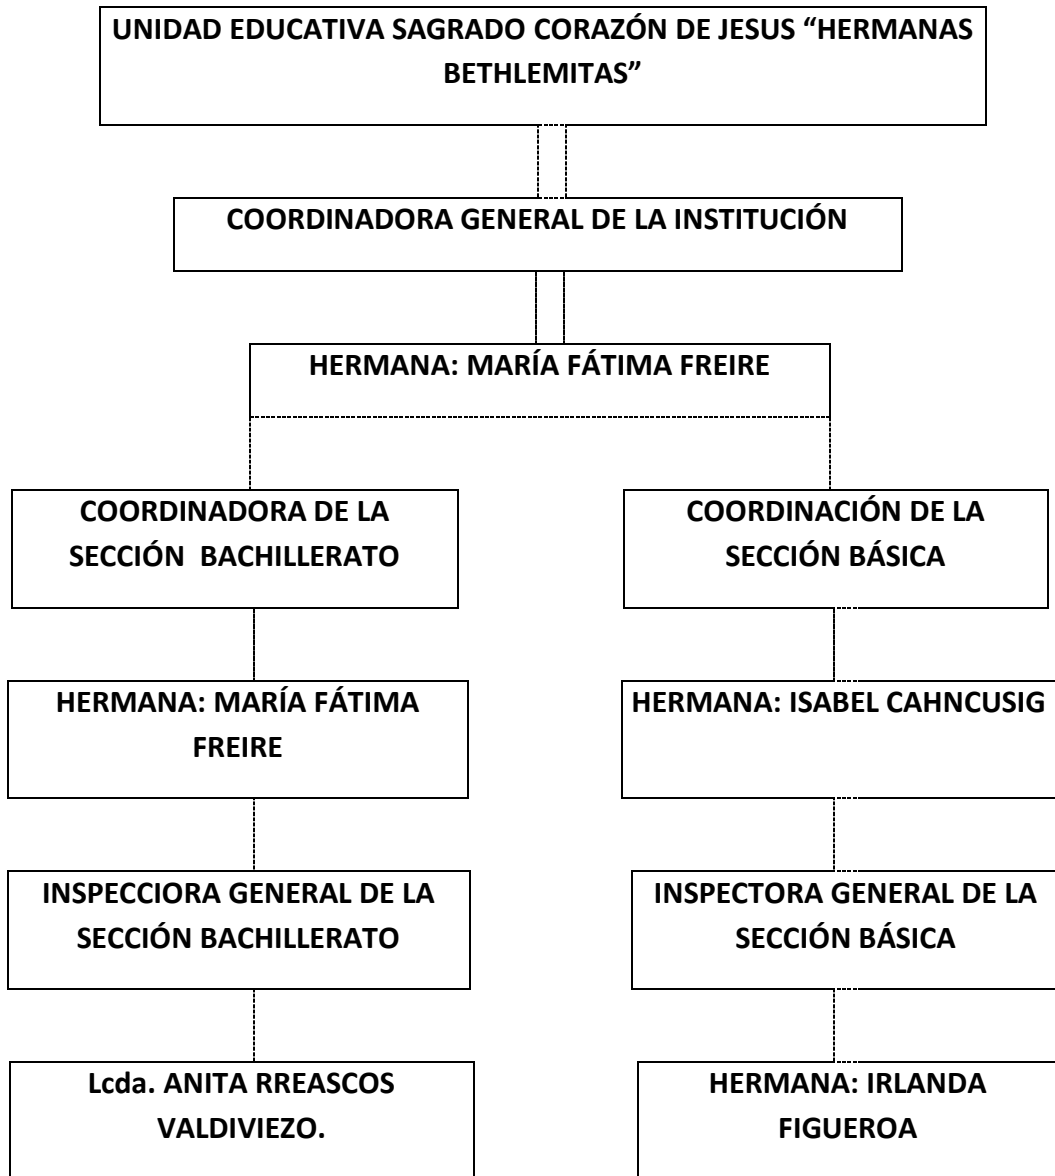 UNIDAD EDUCATIVA SAGRADO CORAZÓN DE JESUS “HERMANAS
BETHLEMITAS”
COORDINADORA GENERAL DE LA INSTITUCIÓN
HERMANA: MARÍA FÁTIMA FREIRE
COORDINADORA DE LA
SECCIÓN BACHILLERATO
COORDINACIÓN DE LA
SECCIÓN BÁSICA
HERMANA: MARÍA FÁTIMA
FREIRE
HERMANA: ISABEL CAHNCUSIG
INSPECCIORA GENERAL DE LA
SECCIÓN BACHILLERATO
INSPECTORA GENERAL DE LA
SECCIÓN BÁSICA
Lcda. ANITA RREASCOS
VALDIVIEZO.
HERMANA: IRLANDA
FIGUEROA